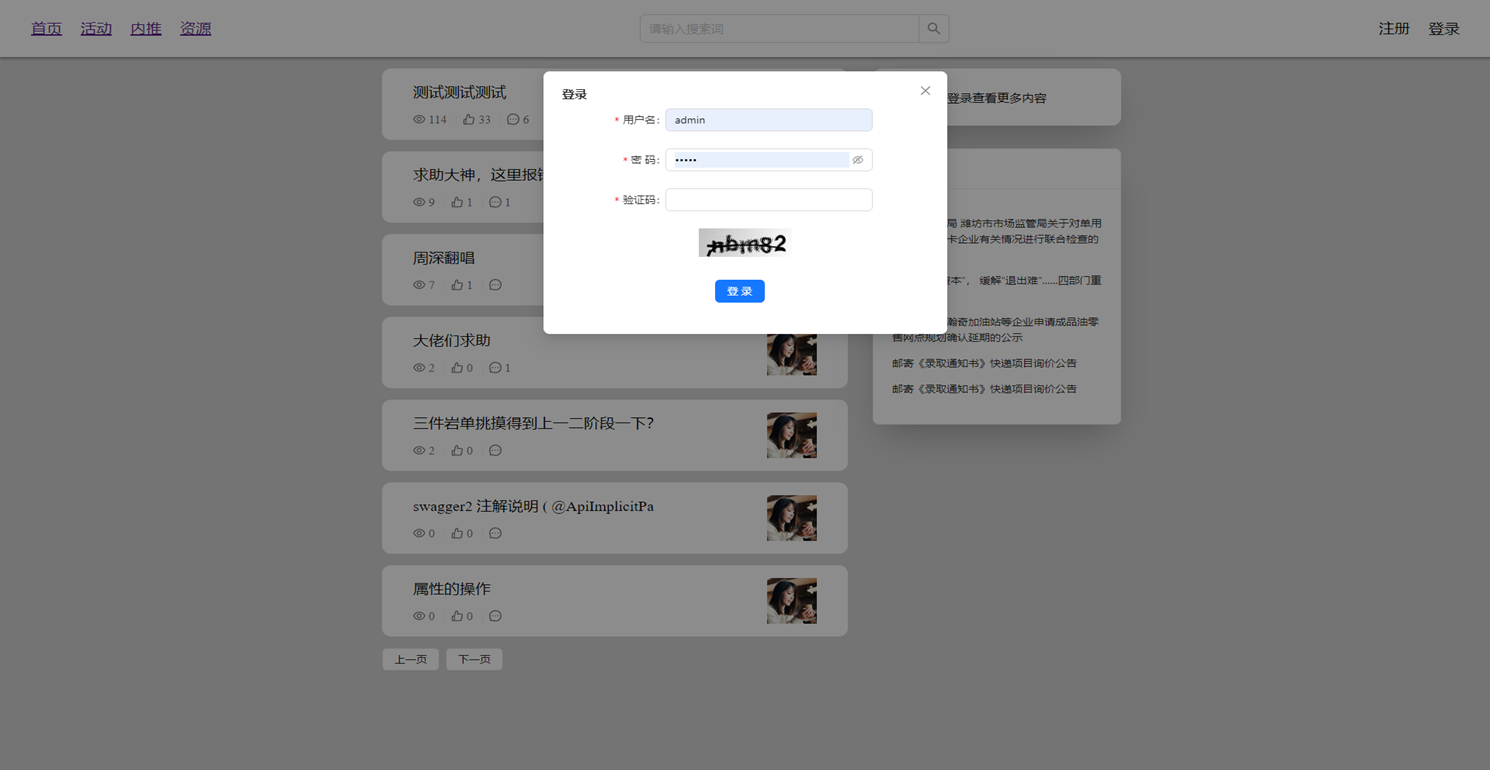 首页 活动 内推 资源
请输入搜索词
注册 登录
登录
* 用户名:
admin
* 密 码:
•••••
* 验证码:
登 录
测试测试测试
114 33 6
求助大神，这里报
9 1 1
周深翻唱
7 1
大佬们求助
2 0 1
三件岩单挑摸得到上一二阶段一下？
2 0
swagger2 注解说明 ( @ApiImplicitPa
0 0
属性的操作
0 0
上一页 下一页
登录查看更多内容
局 潍坊市市场监管局关于对单用
卡企业有关情况进行联合检查的
本”， 缓解“退出难”......四部门重
瀚奇加油站等企业申请成品油零
售网点规划确认延期的公示
邮寄《录取通知书》快递项目询价公告
邮寄《录取通知书》快递项目询价公告